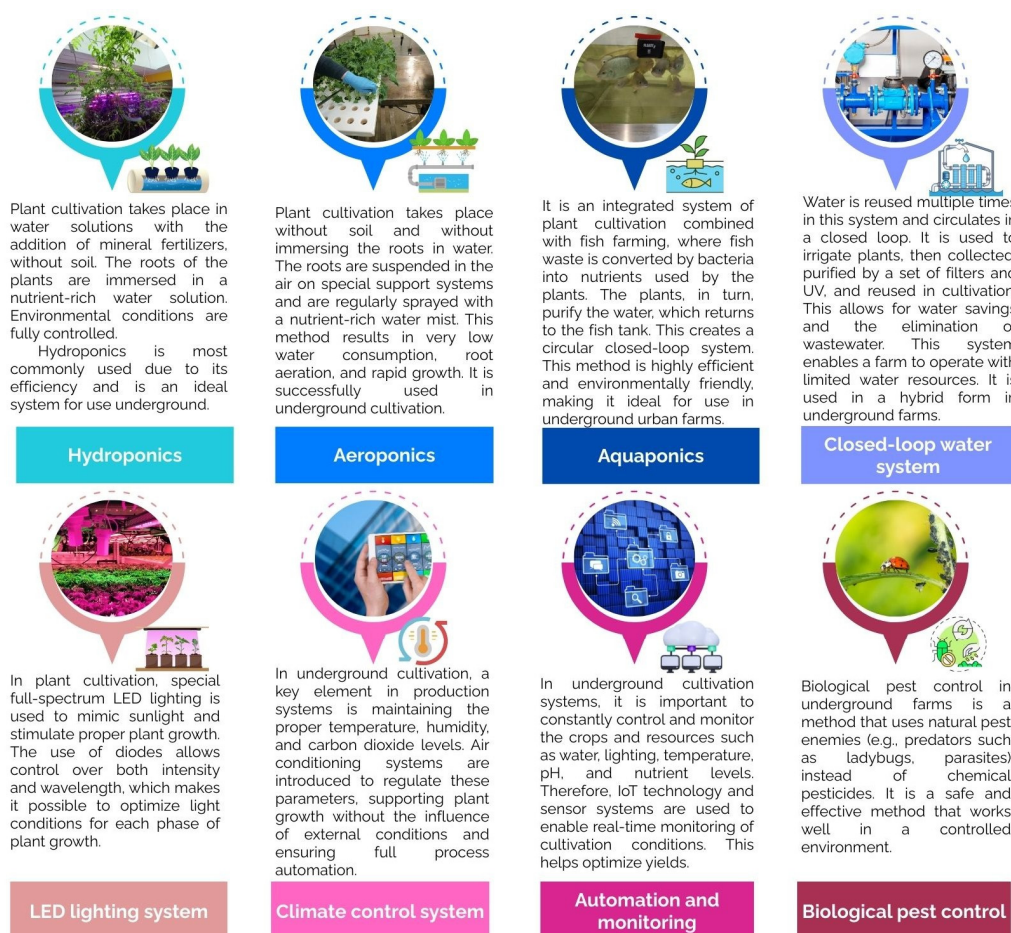 Plant cultivation takes place in
water solutions with the
addition of mineral fertilizers,
without soil. The roots of the
plants are immersed in a
nutrient-rich water solution.
Environmental conditions are
fully controlled.
Hydroponics is most
commonly used due to its
efficiency and is an ideal
system for use underground.
Hydroponics
Plant cultivation takes place
without soil and without
immersing the roots in water.
The roots are suspended in the
air on special support systems
and are regularly sprayed with
a nutrient-rich water mist. This
method results in very low
water consumption, root
aeration, and rapid growth. It is
successfully used in
underground cultivation.
Aeroponics
It is an integrated system of
plant cultivation combined
with fish farming, where fish
waste is converted by bacteria
into nutrients used by the
plants. The plants, in turn,
purify the water, which returns
to the fish tank. This creates a
circular closed-loop system.
This method is highly efficient
and environmentally friendly,
making it ideal for use in
underground urban farms.
Aquaponics
Water is reused multiple times
in this system and circulates in
a closed loop. It is used to
irrigate plants, then collected,
purified by a set of filters and
UV, and reused in cultivation.
This allows for water savings
and the elimination of
wastewater. This system
enables a farm to operate with
limited water resources. It is
used in a hybrid form in
underground farms.
Closed-loop water
system
In plant cultivation, special
full-spectrum LED lighting is
used to mimic sunlight and
stimulate proper plant growth.
The use of diodes allows
control over both intensity
and wavelength, which makes
it possible to optimize light
conditions for each phase of
plant growth.
LED lighting system
In underground cultivation, a
key element in production
systems is maintaining the
proper temperature, humidity,
and carbon dioxide levels. Air
conditioning systems are
introduced to regulate these
parameters, supporting plant
growth without the influence
of external conditions and
ensuring full process
automation.
Climate control system
In underground cultivation
systems, it is important to
constantly control and monitor
the crops and resources such
as water, lighting, temperature,
pH, and nutrient levels.
Therefore, IoT technology and
sensor systems are used to
enable real-time monitoring of
cultivation conditions. This
helps optimize yields.
Automation and
monitoring
Biological pest control in
underground farms is a
method that uses natural pest
enemies (e.g., predators such
as ladybugs, parasites)
instead of chemical
pesticides. It is a safe and
effective method that works
well in a controlled
environment.
Biological pest control